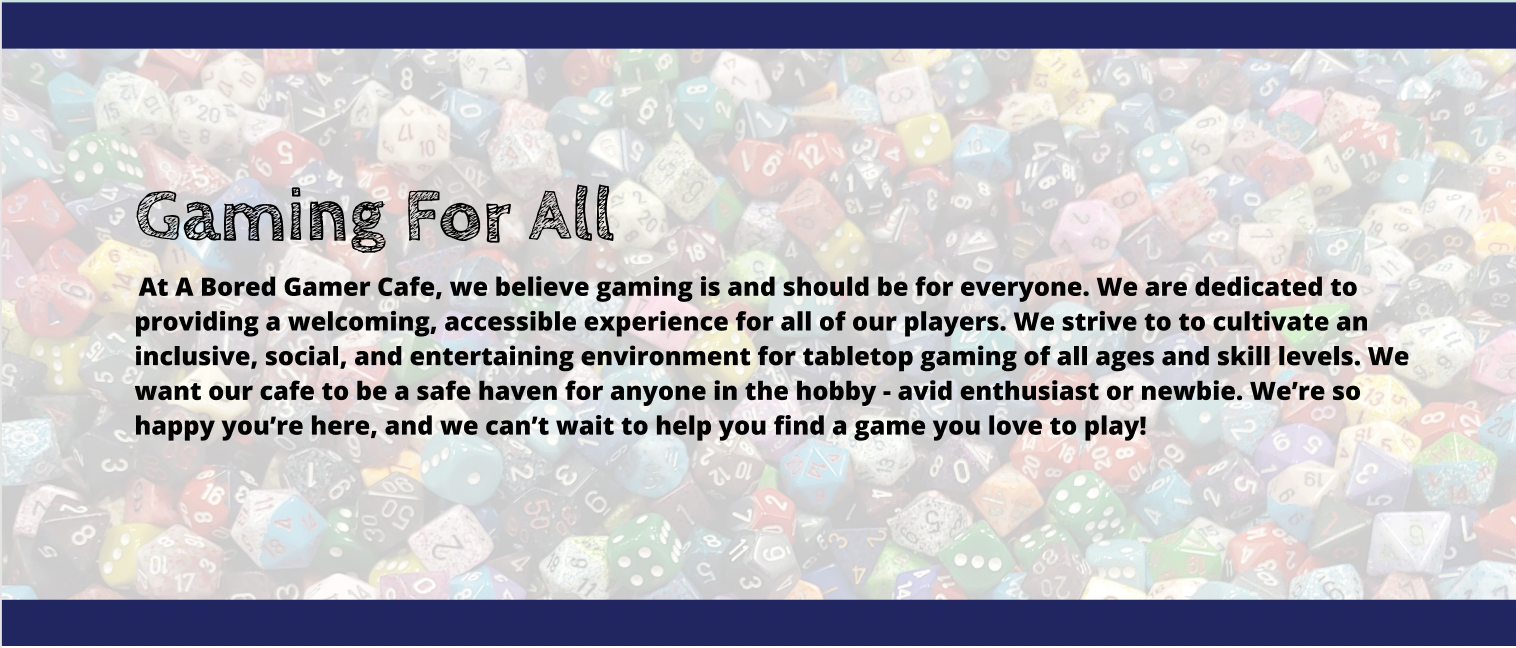 Gaming For All
At A Bored Gamer Cafe, we believe gaming is and should be for everyone. We are dedicated to
providing a welcoming, accessible experience for all of our players. We strive to to cultivate an
inclusive, social, and entertaining environment for tabletop gaming of all ages and skill levels. We
want our cafe to be a safe haven for anyone in the hobby - avid enthusiast or newbie. We’re so
happy you’re here, and we can’t wait to help you find a game you love to play!